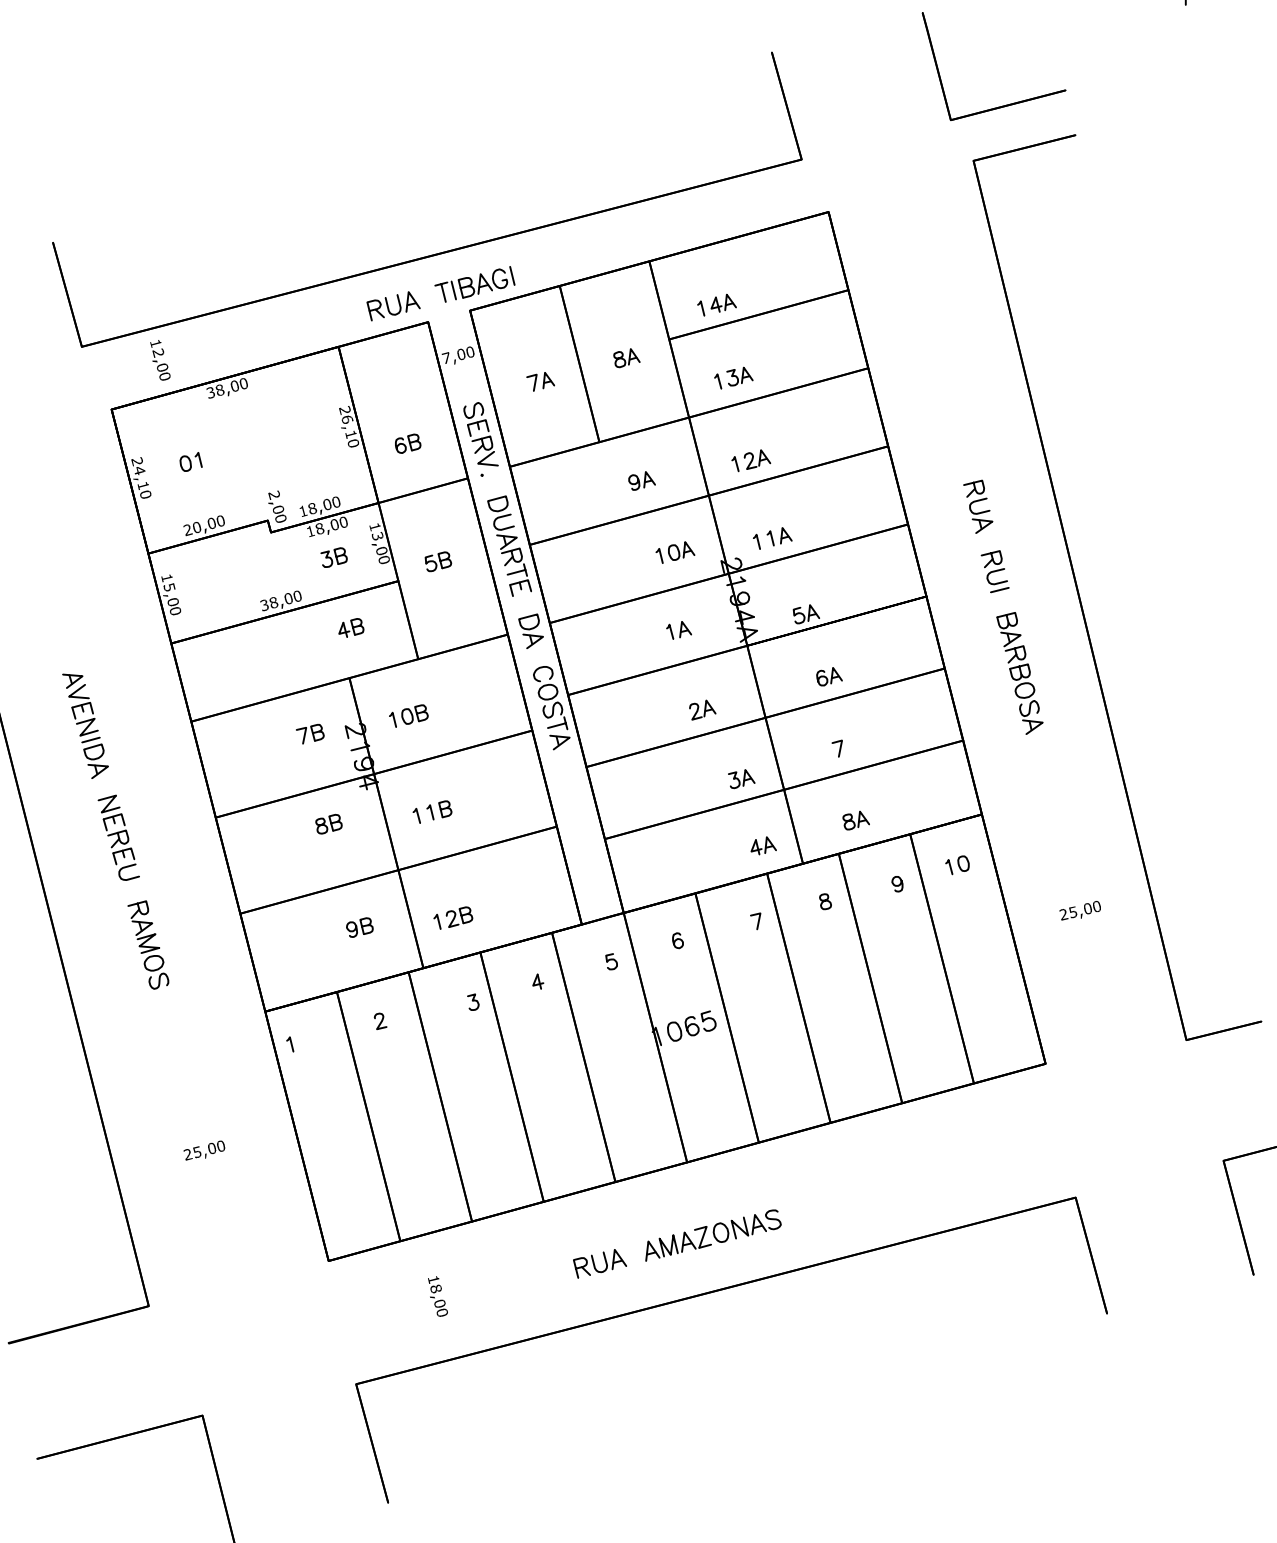 RUA TIBAGI
12,00
38,00
7,00
14A
8A
7A
13A
26,10
01
6B
24,10
12A
9A
2,00
18,00
20,00
18,00
13,00
SERV. DUARTE DA COSTA
11A
10A
3B
5B
15,00
38,00
2194A
RUA RUI BARBOSA
4B
1A
5A
6A
2A
10B
7B
2194
7
3A
11B
8B
8A
4A
AVENIDA NEREU RAMOS
12B
9B
10
9
8
7
6
5
4
3
2
1
25,00
1065
25,00
RUA AMAZONAS
18,00